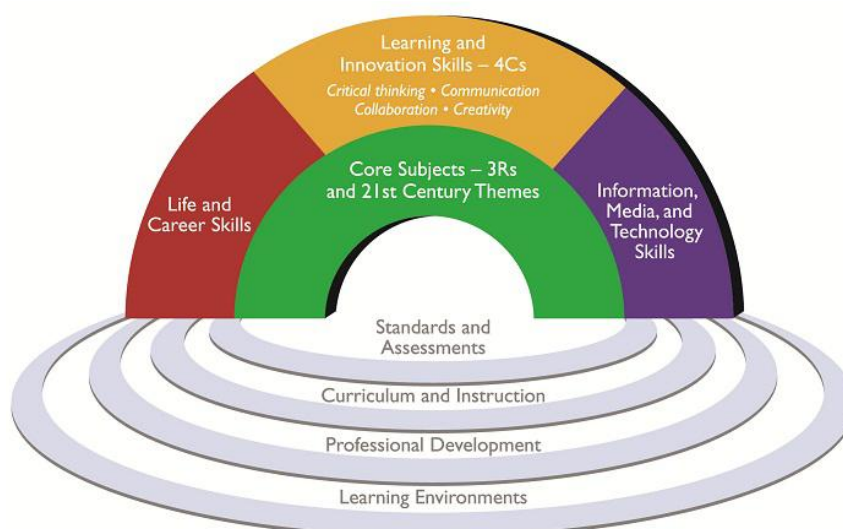 Learning and
Innovation Skills – 4Cs
Critical thinking • Communication
Collaboration • Creativity
Core Subjects – 3Rs
and 21st Century Themes
Life and
Career Skills
Information,
Media, and
Technology
Skills
Standards and
Assessments
Curriculum and Instruction
Professional Development
Learning Environments